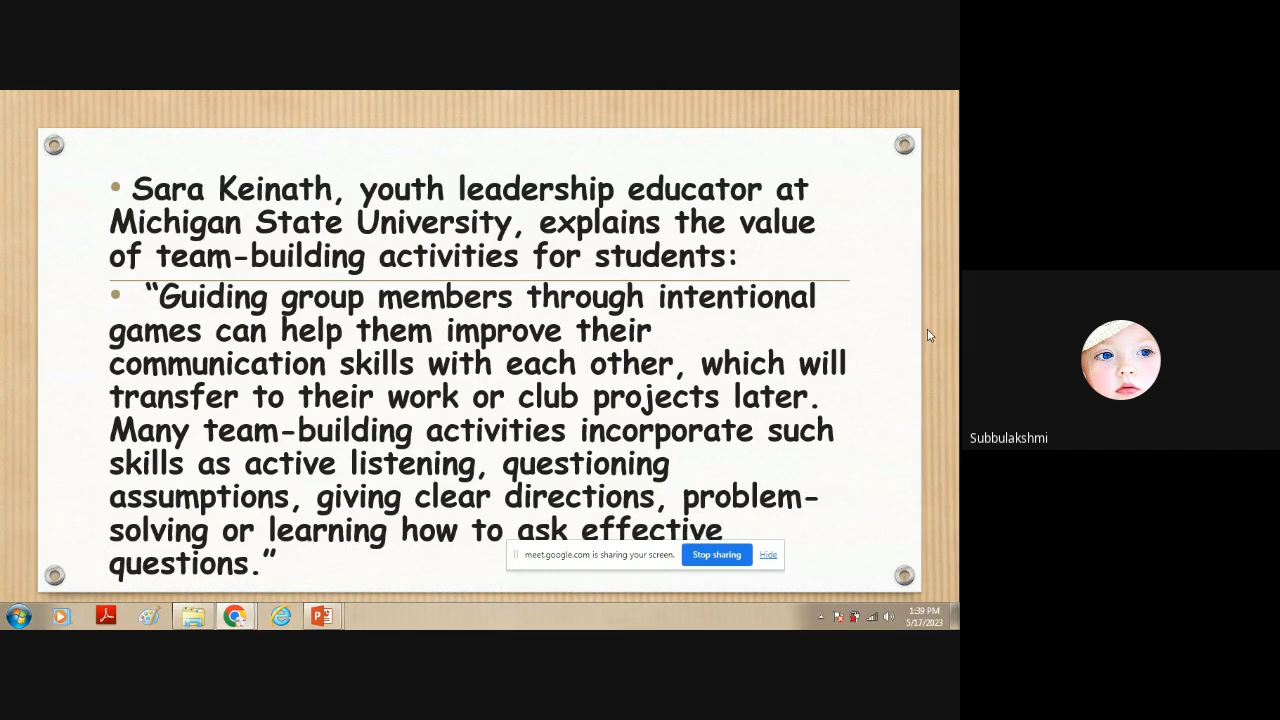 • Sara Keinath, youth leadership educator at
Michigan State University, explains the value
of team-building activities for students:
• “Guiding group members through intentional
games can help them improve their
communication skills with each other, which will
transfer to their work or club projects later.
Many team-building activities incorporate such
skills as active listening, questioning
assumptions, giving clear directions, problem-
solving or learning how to ask effective
questions.”
meet.google.com is sharing your screen. Stop sharing Hide
1:39 PM
5/17/2023
Subbulakshmi